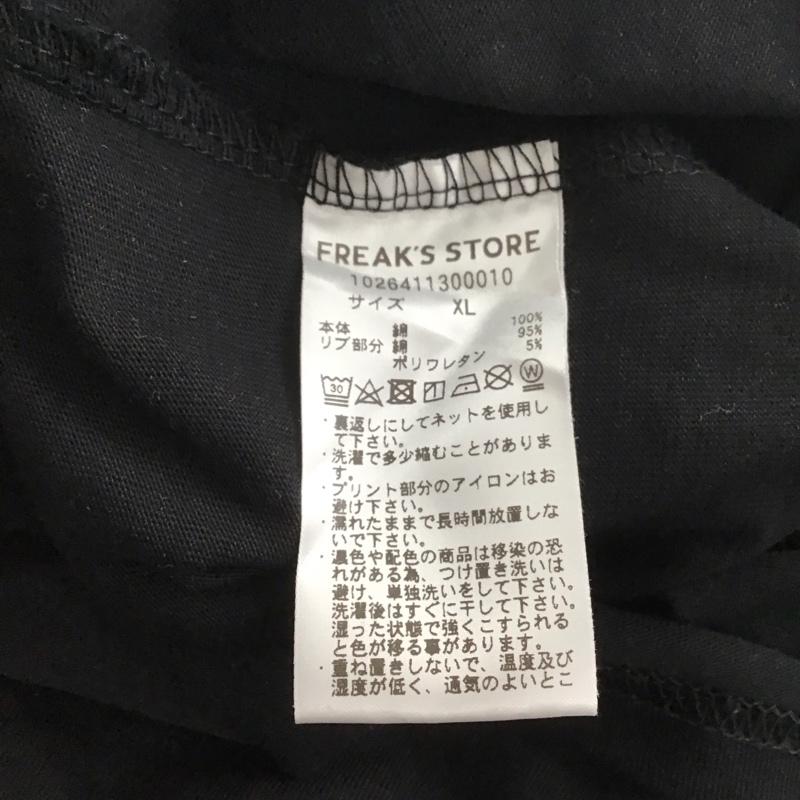 FREAK'S STORE
1026411300010
サイズ XL
本体 綿 100%
リブ部分 綿 95%
ポリウレタン 5%
30 W
・裏返しにしてネットを使用し
て下さい。
・洗濯で多少縮むことがありま
す。
・プリント部分のアイロンはお
避け下さい。
・濡れたままで長時間放置しな
いで下さい。
・濃色や配色の商品は移染の恐
れがある為、つけ置き洗いは
避け、単独洗いをして下さい。
洗濯後はすぐに干して下さい。
湿った状態で強くこすられる
と色が移る事があります。
・重ね置きしないで、温度及び
湿度が低く、通気のよいとこ